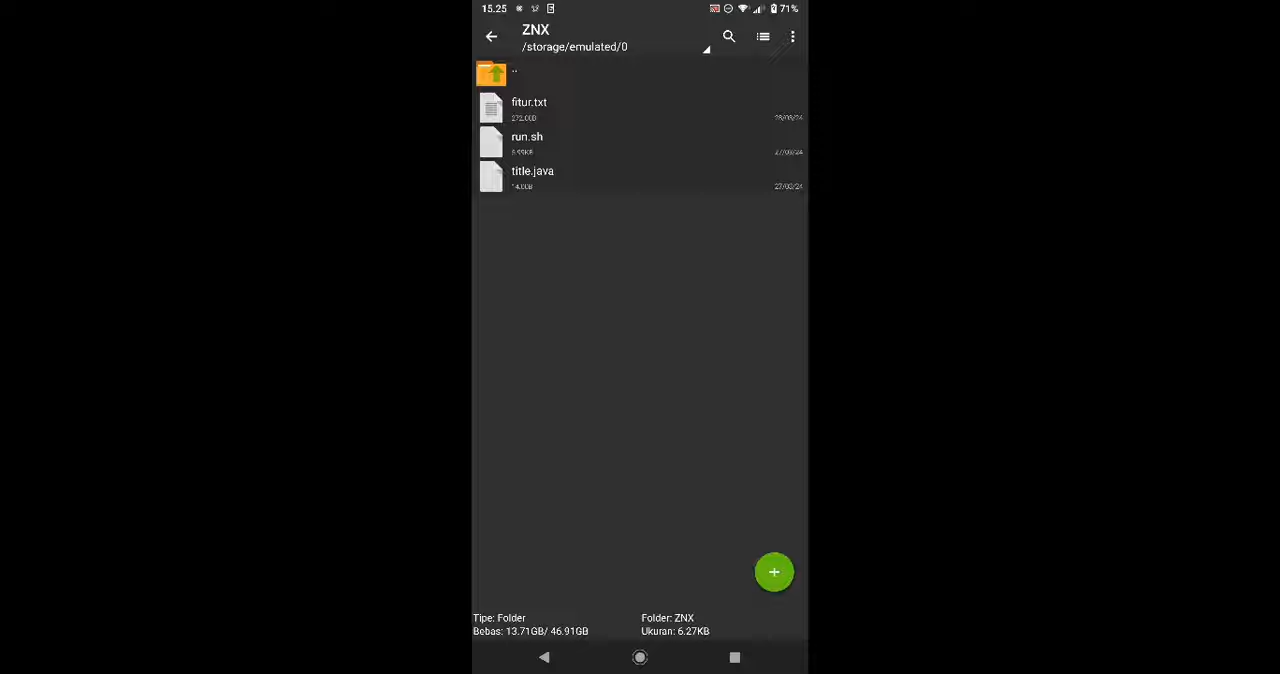 15.25
71%
ZNX
/storage/emulated/0
..
fitur.txt
run.sh
title.java
Tipe: Folder
Folder: ZNX
Bebas: 13.71GB/ 46.91GB
Ukuran: 6.27KB